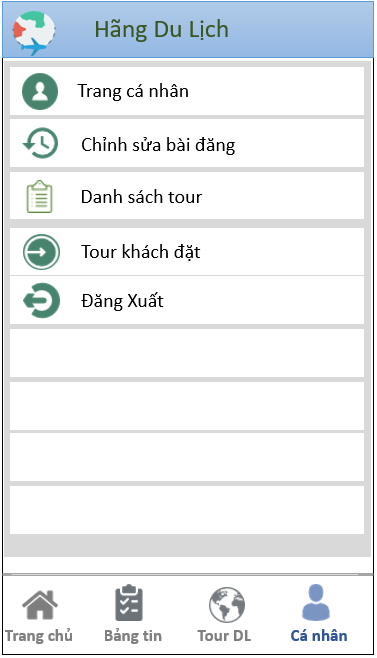 Hãng Du Lịch
Trang cá nhân
Chỉnh sửa bài đăng
Danh sách tour
Tour khách đặt
Đăng Xuất
Trang chủ
Bảng tin
Tour DL
Cá nhân